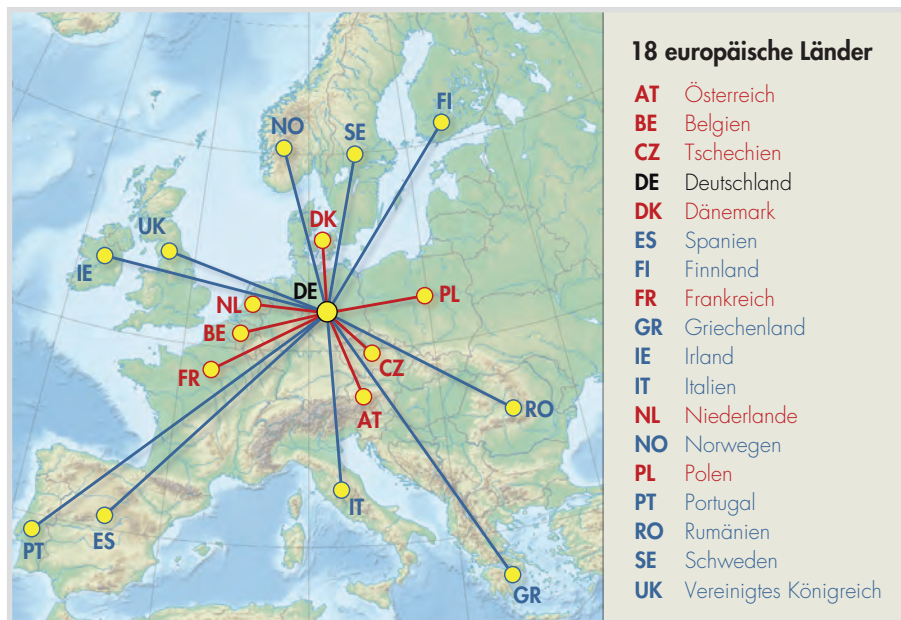 18 europäische Länder
AT Österreich
BE Belgien
CZ Tschechien
DE Deutschland
DK Dänemark
ES Spanien
FI Finnland
FR Frankreich
GR Griechenland
IE Irland
IT Italien
NL Niederlande
NO Norwegen
PL Polen
PT Portugal
RO Rumänien
SE Schweden
UK Vereinigtes Königreich
FI
NO
SE
DK
UK
IE
DE
NL
PL
BE
CZ
FR
AT
RO
IT
PT
ES
GR